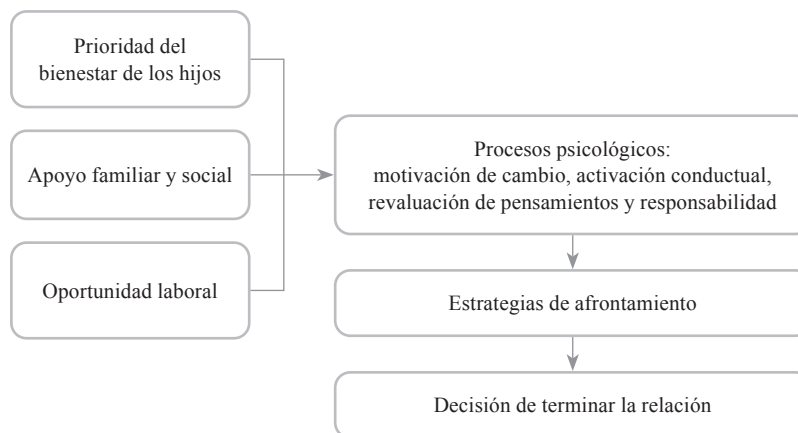 Prioridad del
bienestar de los hijos
Apoyo familiar y social
Oportunidad laboral
Procesos psicológicos:
motivación de cambio, activación conductual,
revaluación de pensamientos y responsabilidad
Estrategias de afrontamiento
Decisión de terminar la relación